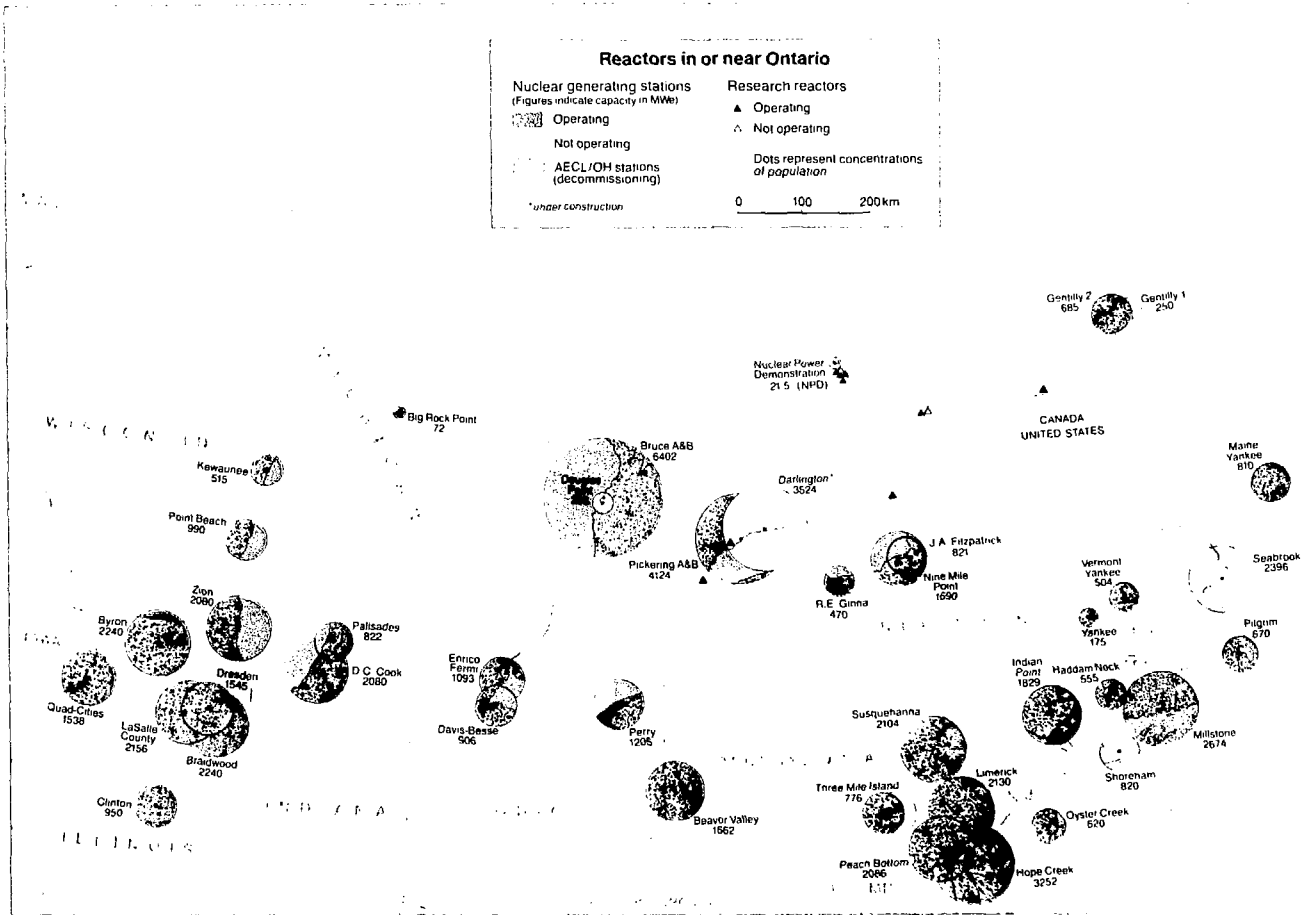 Reactors in or near Ontario
Nuclear generating stations
(Figures indicate capacity in MWe)
Operating
Not operating
AECL/OH stations
(decommissioning)
*under construction
Research reactors
Operating
Not operating
Dots represent concentrations
of population
0 100 200 km
Gentilly 2
685
Gentilly 1
250
Nuclear Power
Demonstration
21.5 (NPD)
CANADA
UNITED STATES
Big Rock Point
72
Bruce A&B
6402
Douglas
Point
Darlington*
3524
Maine
Yankee
810
Kewaunee
515
Point Beach
990
Pickering A&B
4124
J.A. Fitzpatrick
821
Nine Mile
Point
1690
R.E. Ginna
470
Vermont
Yankee
504
Seabrook
2396
Yankee
175
Pilgrim
670
Zion
2080
Byron
2240
Palisades
822
D.C. Cook
2080
Dresden
1545
Quad-Cities
1538
LaSalle
County
2156
Braidwood
2240
Clinton
950
Enrico
Fermi
1093
Davis-Besse
906
Perry
1205
Beavor Valley
1662
Indian
Point
1829
Haddam Neck
555
Millstone
2674
Shoreham
820
Susquehanna
2104
Limerick
2130
Three Mile Island
776
Oyster Creek
620
Peach Bottom
2086
Hope Creek
3252
ILLINOIS